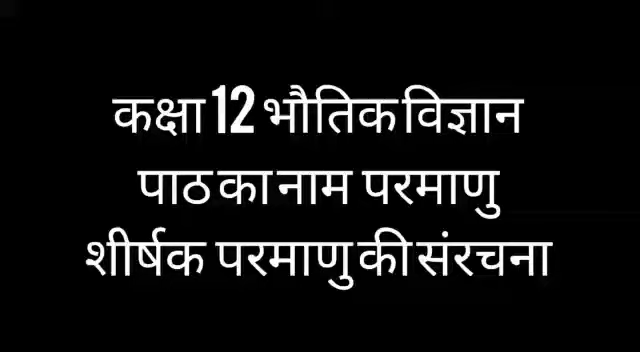 कक्षा 12 भौतिक विज्ञान
पाठ का नाम परमाणु
शीर्षक परमाणु की संरचना